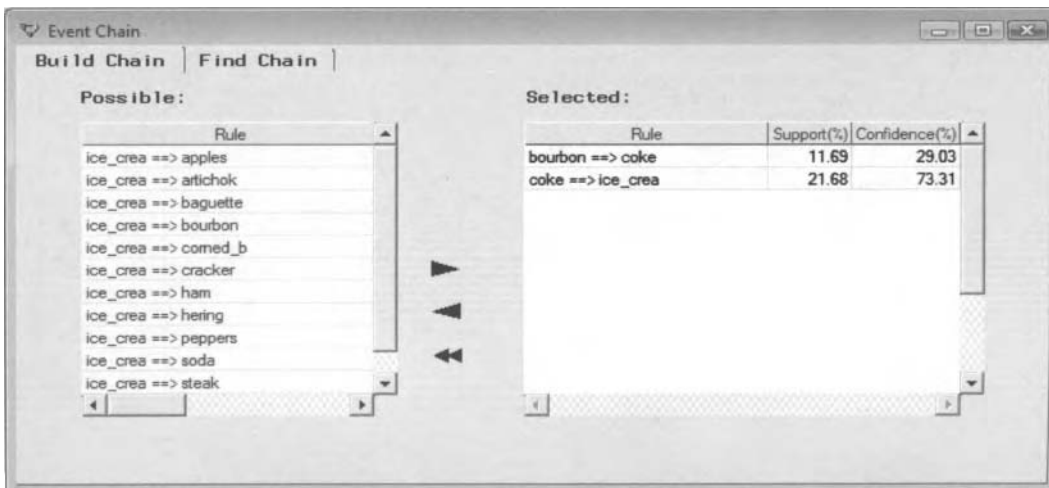 Event Chain
Build Chain | Find Chain |
Possible:
Rule
ice_crea ==> apples
ice_crea ==> artichok
ice_crea ==> baguette
ice_crea ==> bourbon
ice_crea ==> corned_b
ice_crea ==> cracker
ice_crea ==> ham
ice_crea ==> hering
ice_crea ==> peppers
ice_crea ==> soda
ice_crea ==> steak
Selected:
Rule Support(%) Confidence(%)
bourbon ==> coke 11.69 29.03
coke ==> ice_crea 21.68 73.31